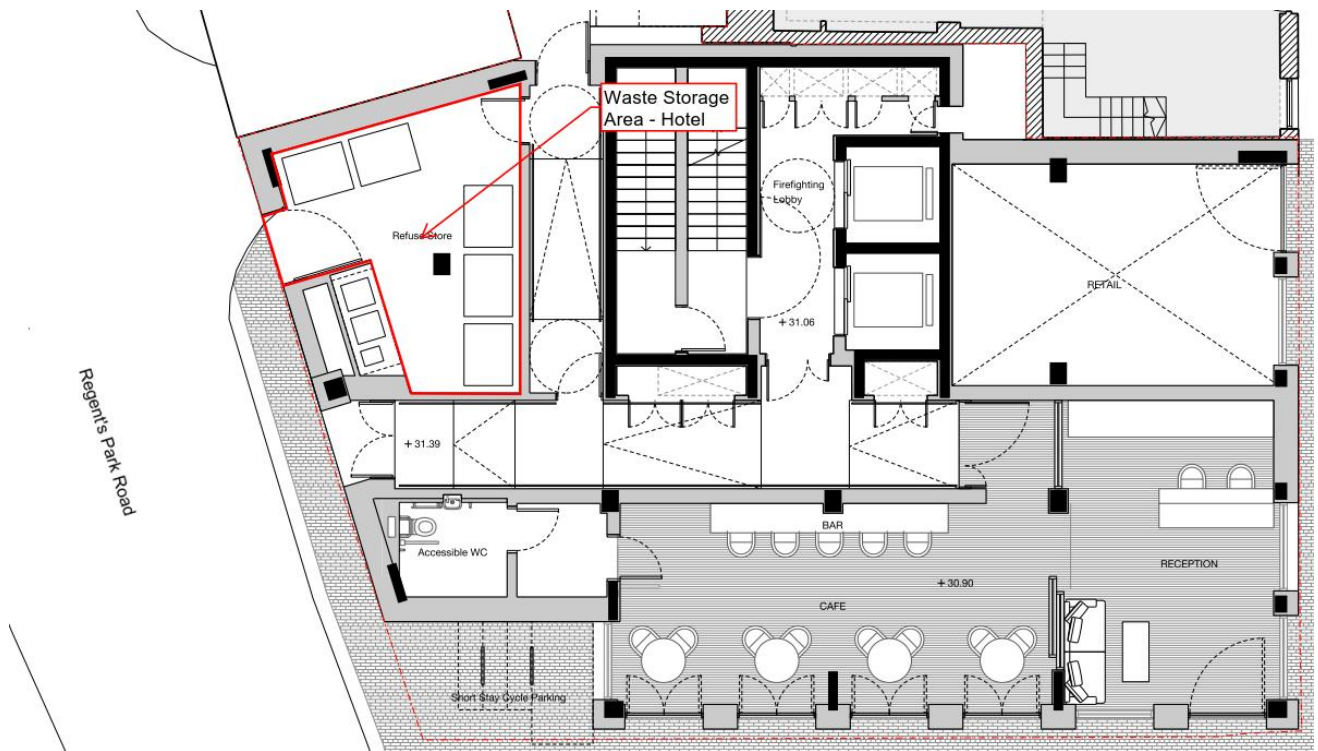 Waste Storage
Area - Hotel
Firefighting
Lobby
Refuse Store
RETAIL
+ 31.06
Regent's Park Road
+ 31.39
BAR
Accessible WC
RECEPTION
+ 30.90
CAFE
Short Stay Cycle Parking